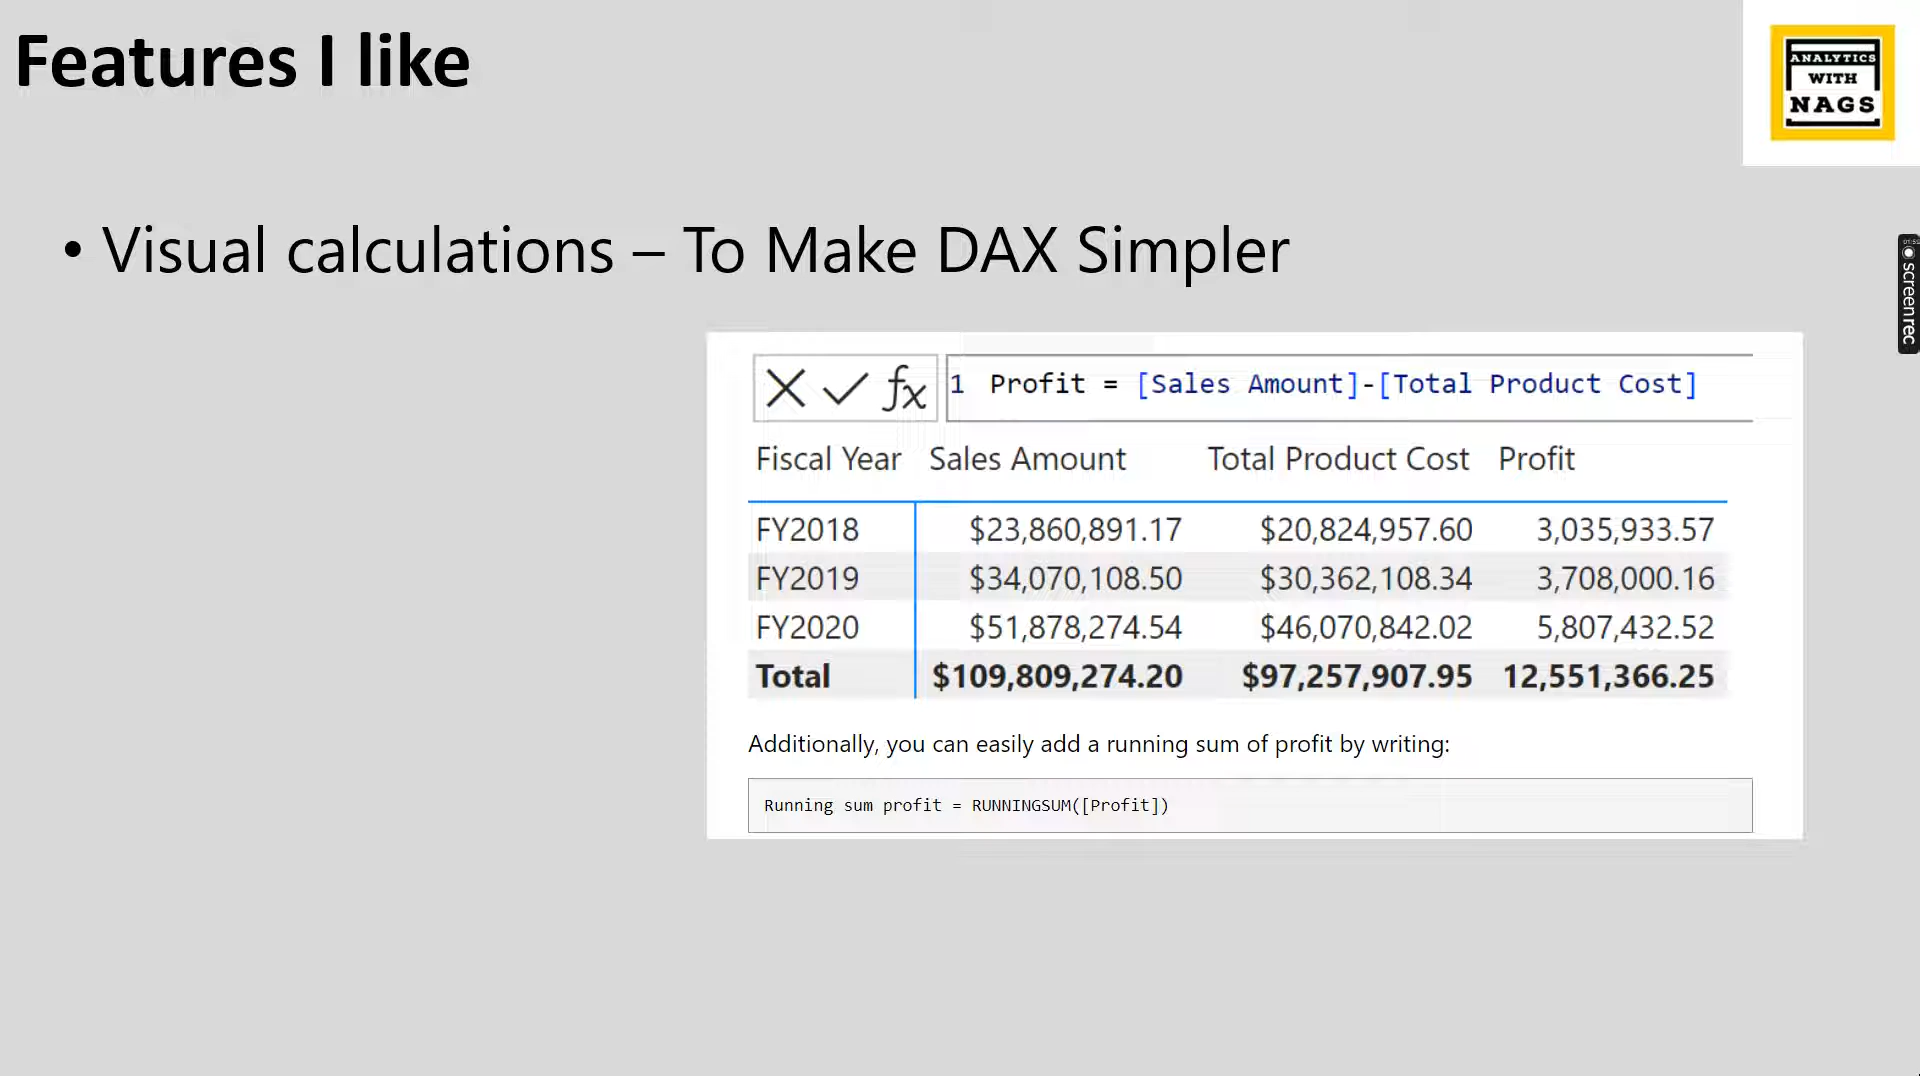 Features I like
ANALYTICS
WITH
NAGS
• Visual calculations – To Make DAX Simpler
screenrec
fx 1 Profit = [Sales Amount]-[Total Product Cost]
Fiscal Year Sales Amount Total Product Cost Profit
FY2018 $23,860,891.17 $20,824,957.60 3,035,933.57
FY2019 $34,070,108.50 $30,362,108.34 3,708,000.16
FY2020 $51,878,274.54 $46,070,842.02 5,807,432.52
Total $109,809,274.20 $97,257,907.95 12,551,366.25
Additionally, you can easily add a running sum of profit by writing:
Running sum profit = RUNNINGSUM([Profit])